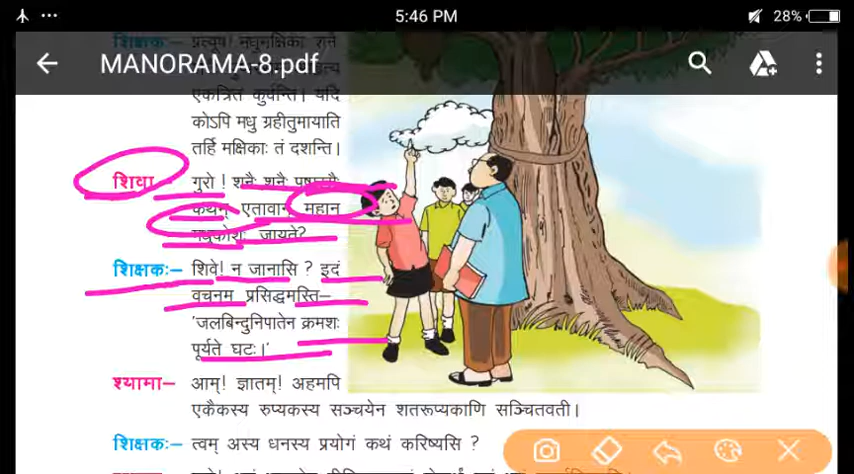 5:46 PM
28%
MANORAMA-8.pdf
शिक्षकः– प्रत्यूष! मधुमक्षिका
एकत्रितं कुर्वन्ति। यदि
कोऽपि मधु ग्रहीतुमायाति
तर्हि मक्षिकाः तं दशन्ति।
शिवा– गुरो! शनैः शनैः
कथम् एतावान् महान्
मधुकोशः जायते?
शिक्षकः– शिवे! न जानासि? इदं
वचनम् प्रसिद्धमस्ति–
'जलबिन्दुनिपातेन क्रमशः
पूर्यते घटः।'
श्यामा– आम्! ज्ञातम्! अहमपि
एकैकस्य रुप्यकस्य सञ्चयेन शतरूप्यकाणि सञ्चितवती।
शिक्षकः– त्वम् अस्य धनस्य प्रयोगं कथं करिष्यसि?